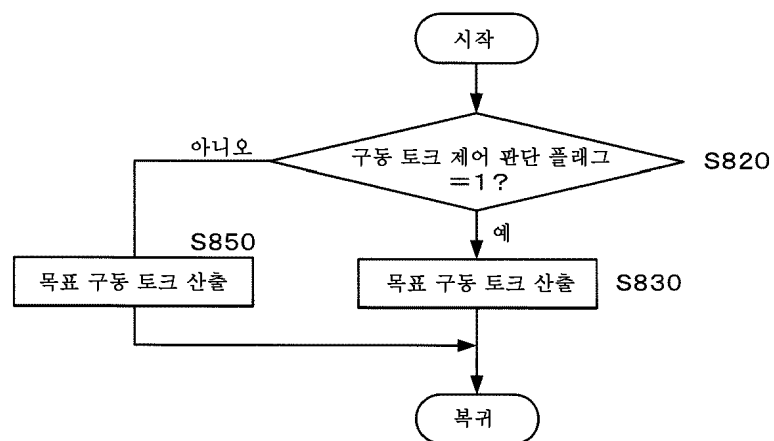 시작
아니오
구동 토크 제어 판단 플래그
=1?
S820
예
S850
목표 구동 토크 산출
목표 구동 토크 산출
S830
복귀